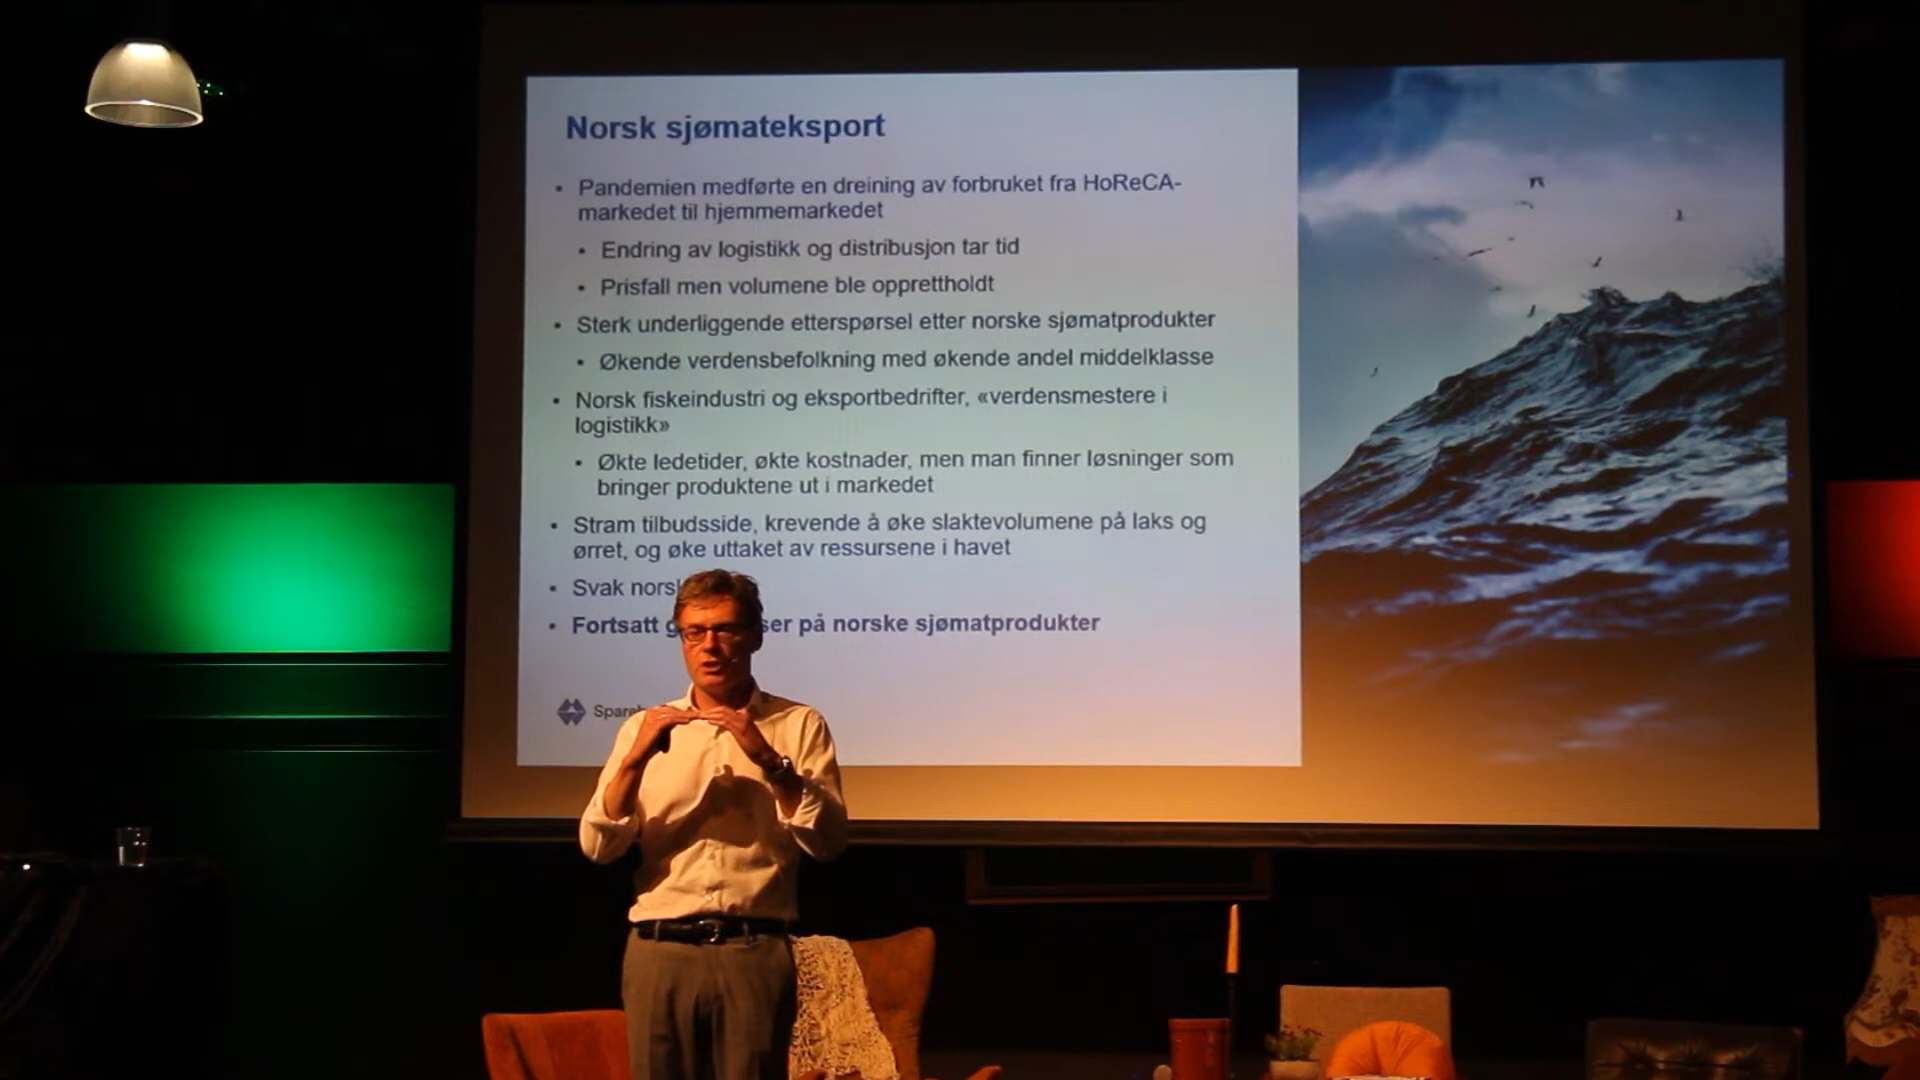 Norsk sjømateksport
• Pandemien medførte en dreining av forbruket fra HoReCA-
markedet til hjemmemarkedet
• Endring av logistikk og distribusjon tar tid
• Prisfall men volumene ble opprettholdt
• Sterk underliggende etterspørsel etter norske sjømatprodukter
• Økende verdensbefolkning med økende andel middelklasse
• Norsk fiskeindustri og eksportbedrifter, «verdensmestere i
logistikk»
• Økte ledetider, økte kostnader, men man finner løsninger som
bringer produktene ut i markedet
• Stram tilbudsside, krevende å øke slaktevolumene på laks og
ørret, og øke uttaket av ressursene i havet
• Svak
• Fortsatt på norske sjømatprodukter